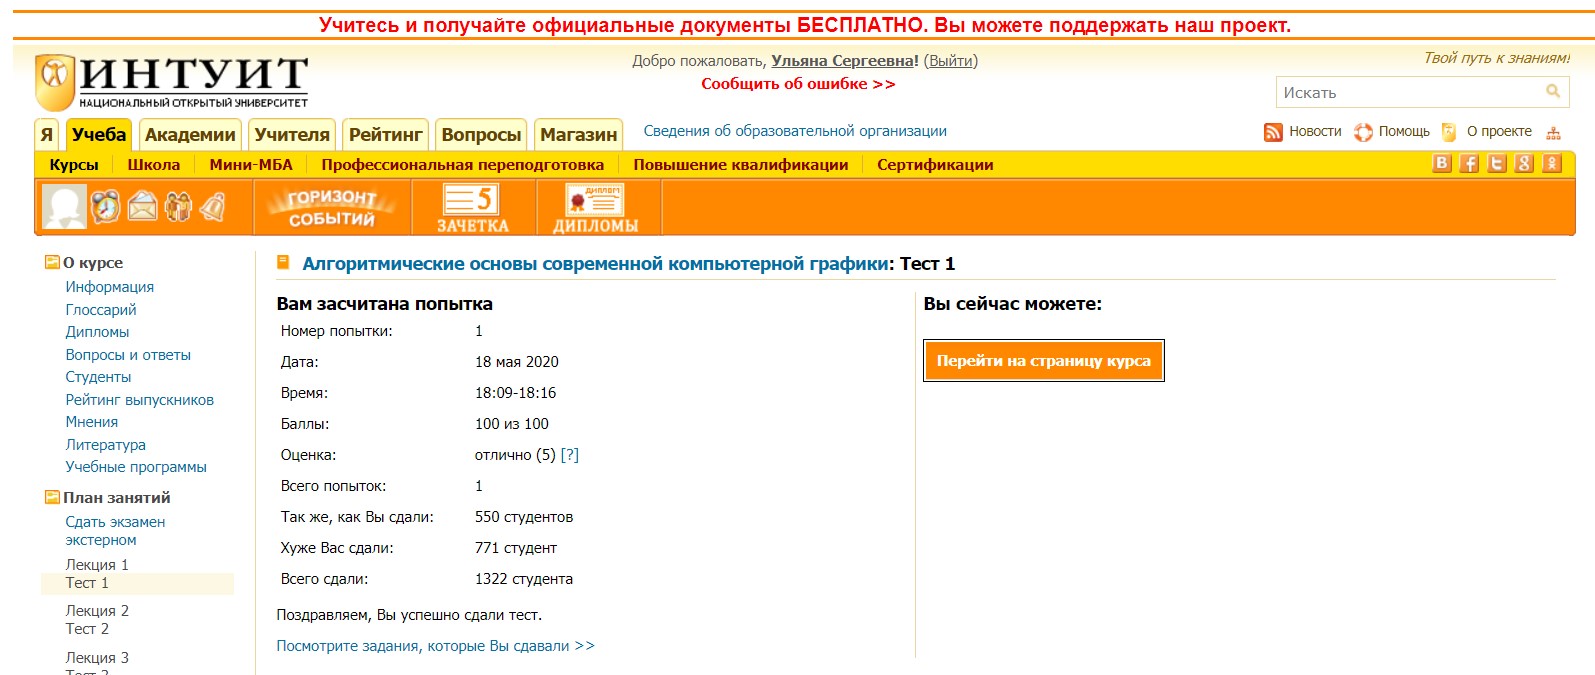 Учитесь и получайте официальные документы БЕСПЛАТНО. Вы можете поддержать наш проект.
ИНТУИТ
НАЦИОНАЛЬНЫЙ ОТКРЫТЫЙ УНИВЕРСИТЕТ
Добро пожаловать, Ульяна Сергеевна! (Выйти)
Сообщить об ошибке >>
Твой путь к знаниям!
Искать
Я Учеба Академии Учителя Рейтинг Вопросы Магазин Сведения об образовательной организации
Новости Помощь О проекте
Курсы Школа Мини-МБА Профессиональная переподготовка Повышение квалификации Сертификации
ГОРИЗОНТ
СОБЫТИЙ
5
ЗАЧЕТКА
ДИПЛОМ
ДИПЛОМЫ
О курсе
Информация
Глоссарий
Дипломы
Вопросы и ответы
Студенты
Рейтинг выпускников
Мнения
Литература
Учебные программы
План занятий
Сдать экзамен
экстерном
Лекция 1
Тест 1
Лекция 2
Тест 2
Лекция 3
Тест 3
Алгоритмические основы современной компьютерной графики: Тест 1
Вам засчитана попытка
Номер попытки: 1
Дата: 18 мая 2020
Время: 18:09-18:16
Баллы: 100 из 100
Оценка: отлично (5) [?]
Всего попыток: 1
Так же, как Вы сдали: 550 студентов
Хуже Вас сдали: 771 студент
Всего сдали: 1322 студента
Поздравляем, Вы успешно сдали тест.
Посмотрите задания, которые Вы сдавали >>
Вы сейчас можете:
Перейти на страницу курса